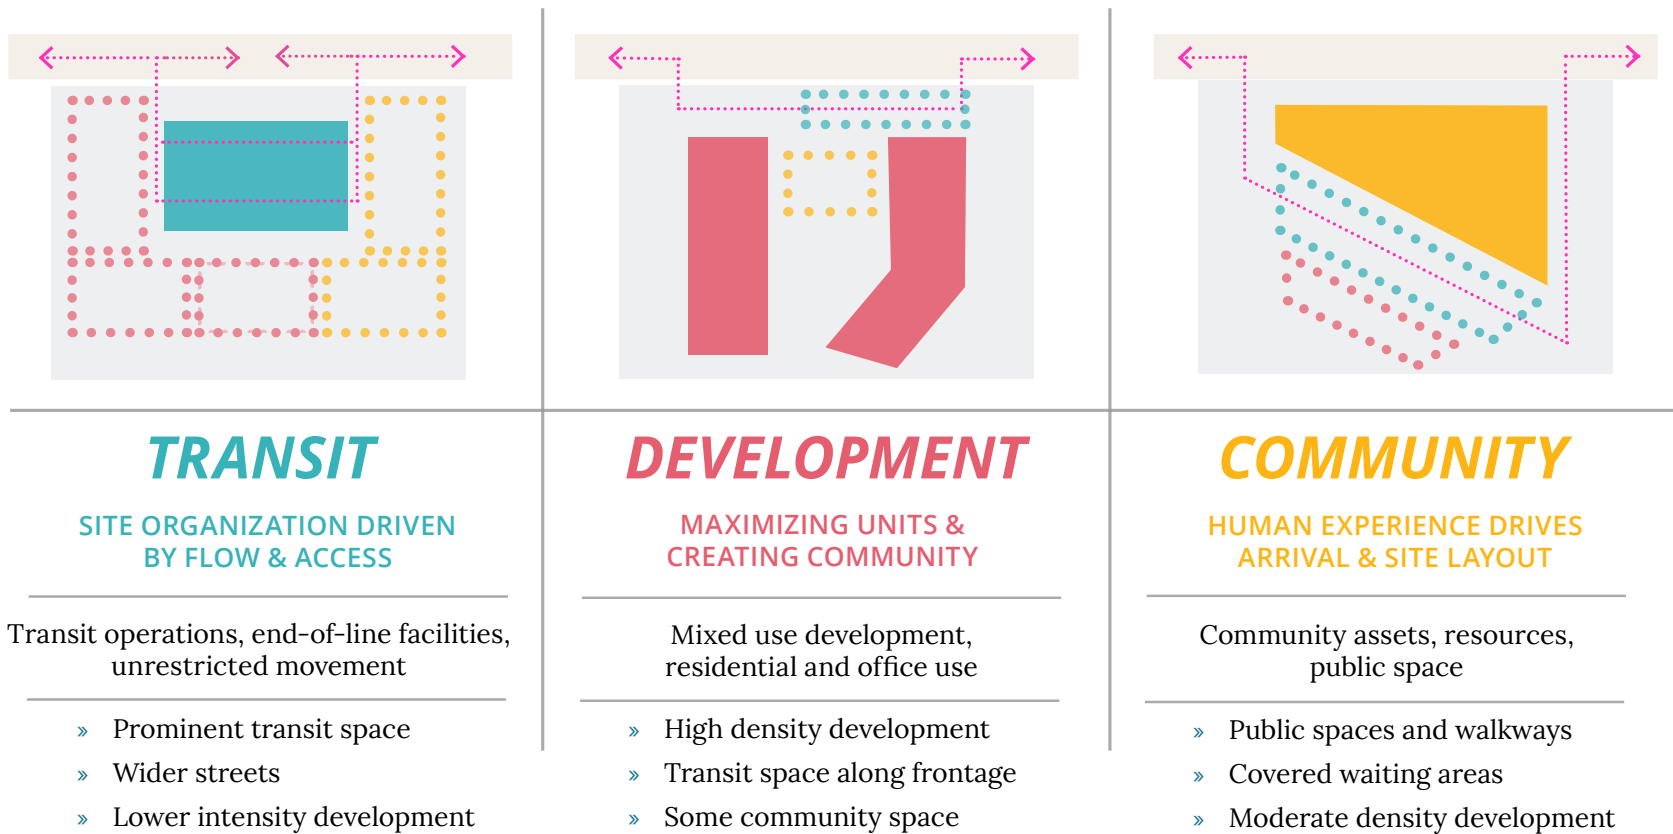 TRANSIT
SITE ORGANIZATION DRIVEN
BY FLOW & ACCESS
Transit operations, end-of-line facilities,
unrestricted movement
» Prominent transit space
» Wider streets
» Lower intensity development
DEVELOPMENT
MAXIMIZING UNITS &
CREATING COMMUNITY
Mixed use development,
residential and office use
» High density development
» Transit space along frontage
» Some community space
COMMUNITY
HUMAN EXPERIENCE DRIVES
ARRIVAL & SITE LAYOUT
Community assets, resources,
public space
» Public spaces and walkways
» Covered waiting areas
» Moderate density development